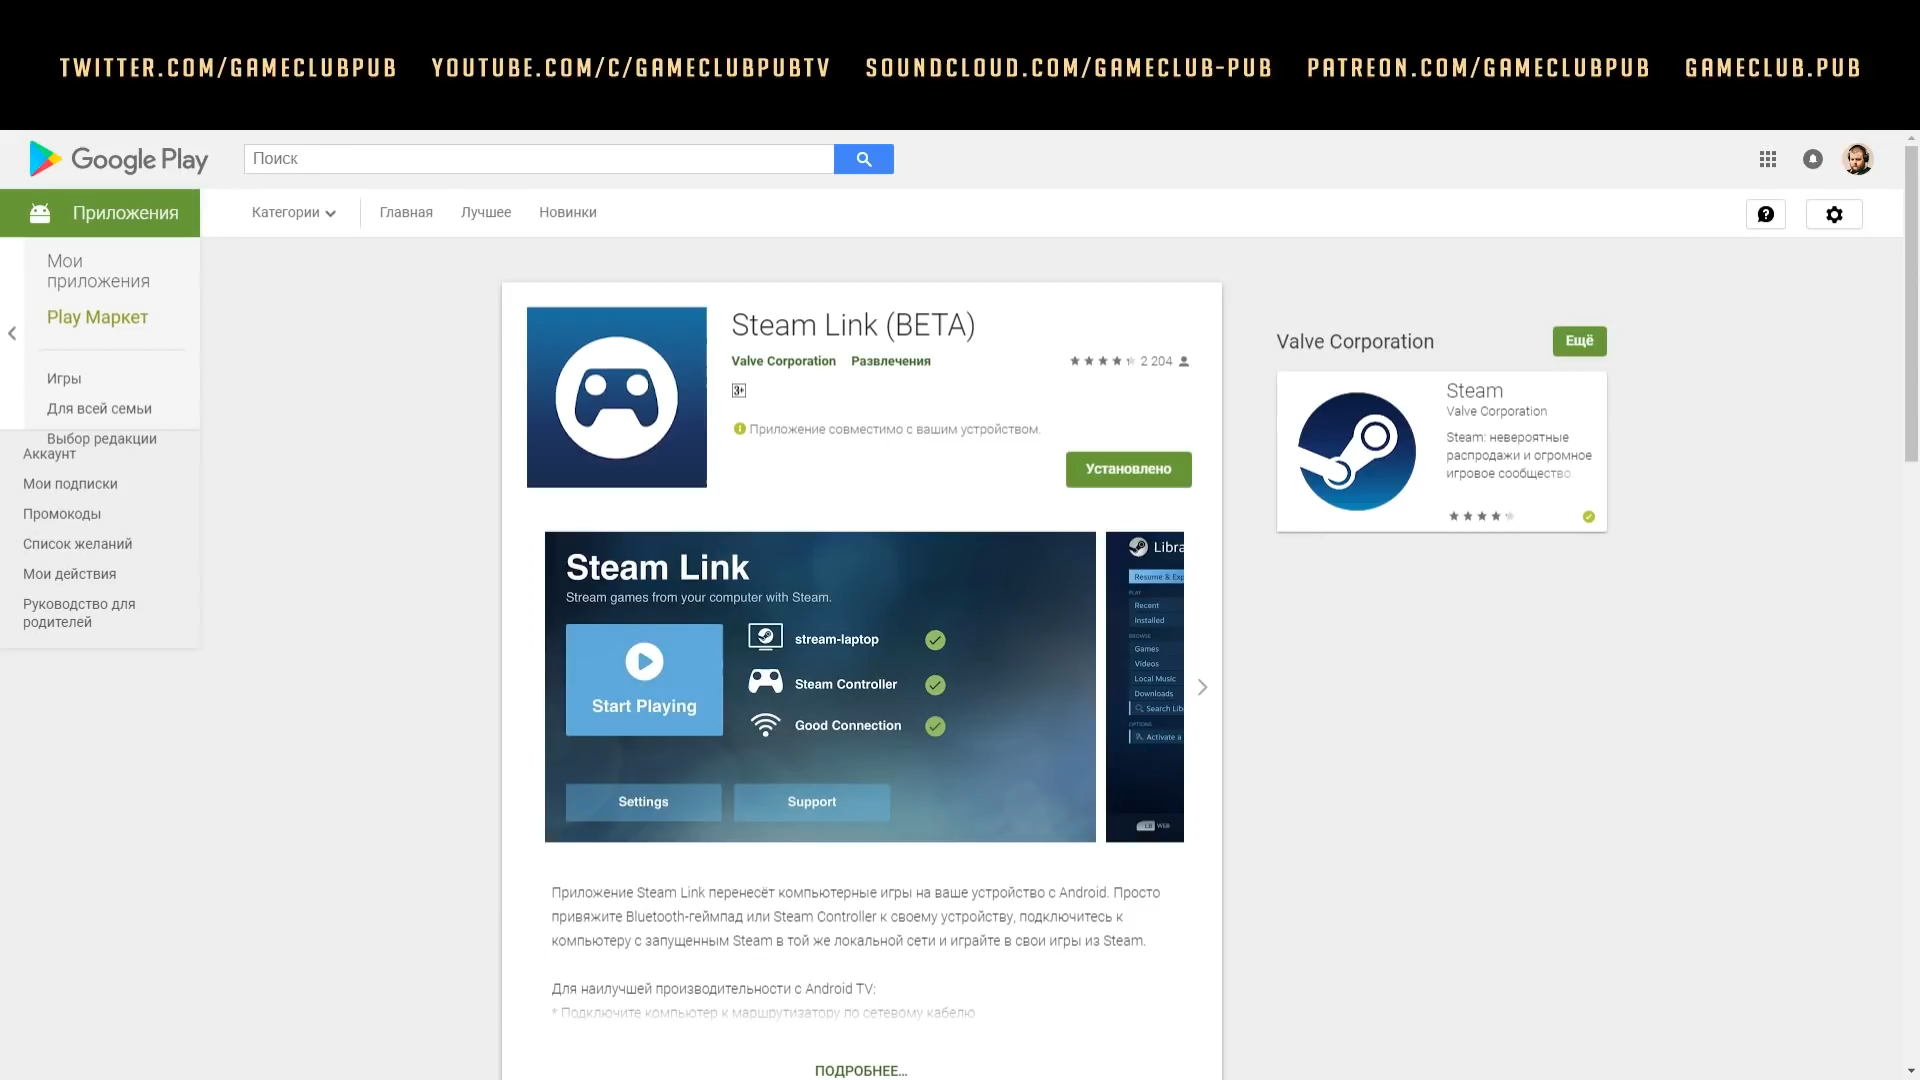 TWITTER.COM/GAMECLUBPUB YOUTUBE.COM/C/GAMECLUBPUBTV SOUNDCLOUD.COM/GAMECLUB-PUB PATREON.COM/GAMECLUBPUB GAMECLUB.PUB
Google Play
Поиск
Приложения
Категории
Главная
Лучшее
Новинки
Мои
приложения
Play Маркет
Игры
Для всей семьи
Выбор редакции
Аккаунт
Мои подписки
Промокоды
Список желаний
Мои действия
Руководство для
родителей
Steam Link (BETA)
Valve Corporation Развлечения
2 204
3+
Приложение совместимо с вашим устройством.
Установлено
Steam Link
Stream games from your computer with Steam.
Start Playing
stream-laptop
Steam Controller
Good Connection
Settings
Support
Libra
Resume & Exp
PLAY
Recent
Installed
BROWSE
Games
Videos
Local Music
Downloads
Search Lib
OPTIONS
Activate a
LB WEB
Приложение Steam Link перенесёт компьютерные игры на ваше устройство с Android. Просто
привяжите Bluetooth-геймпад или Steam Controller к своему устройству, подключитесь к
компьютеру с запущенным Steam в той же локальной сети и играйте в свои игры из Steam.
Для наилучшей производительности с Android TV:
* Подключите компьютер к маршрутизатору по сетевому кабелю
ПОДРОБНЕЕ...
Valve Corporation
Ещё
Steam
Valve Corporation
Steam: невероятные
распродажи и огромное
игровое сообщество